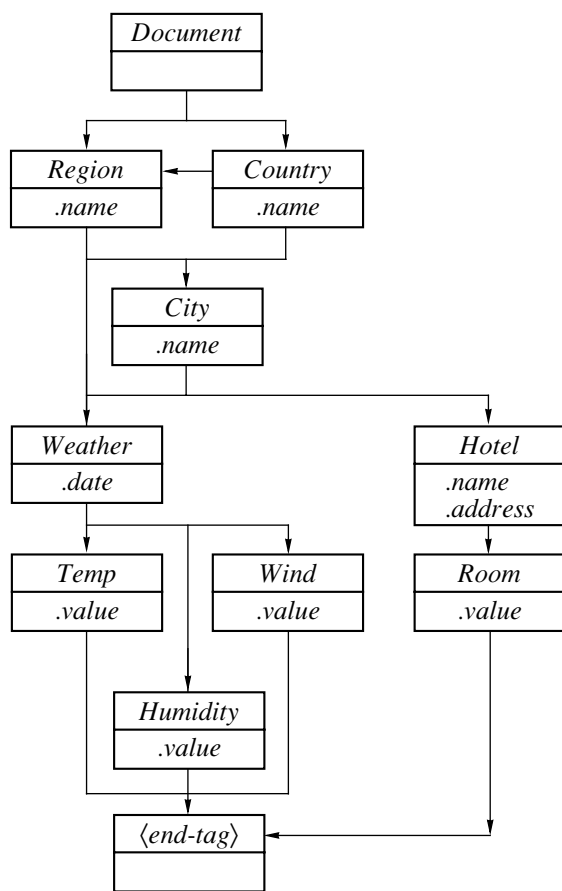 Document
Region
.name
Country
.name
City
.name
Weather
.date
Hotel
.name
.address
Temp
.value
Wind
.value
Room
.value
Humidity
.value
⟨end-tag⟩